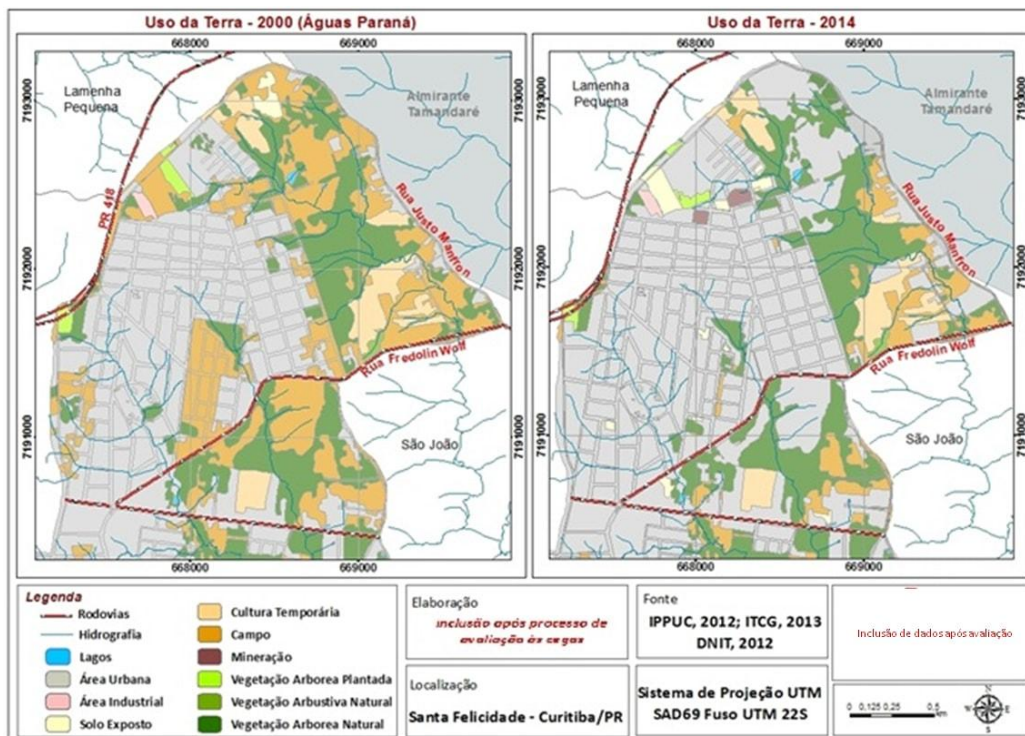 Uso da Terra - 2000 (Águas Paraná)
668000
669000
7193000
7193000
7192000
7192000
7191000
7191000
Lamenha
Pequena
Almirante
Tamandaré
PR 418
Rua Justo Manfron
Rua Fredolin Wolf
São João
668000
669000
Uso da Terra - 2014
668000
669000
7193000
7193000
7192000
7192000
7191000
7191000
Lamenha
Pequena
Almirante
Tamandaré
Rua Justo Manfron
Rua Fredolin Wolf
São João
668000
669000
Legenda
Rodovias
Hidrografia
Lagos
Área Urbana
Área Industrial
Solo Exposto
Cultura Temporária
Campo
Mineração
Vegetação Arborea Plantada
Vegetação Arbustiva Natural
Vegetação Arborea Natural
Elaboração
Inclusão após processo de
avaliação às cegas
Localização
Santa Felicidade - Curitiba/PR
Fonte
IPPUC, 2012; ITCG, 2013
DNIT, 2012
Sistema de Projeção UTM
SAD69 Fuso UTM 22S
Inclusão de dados após avaliação
0 0,125 0,25 0,5
km
N
S